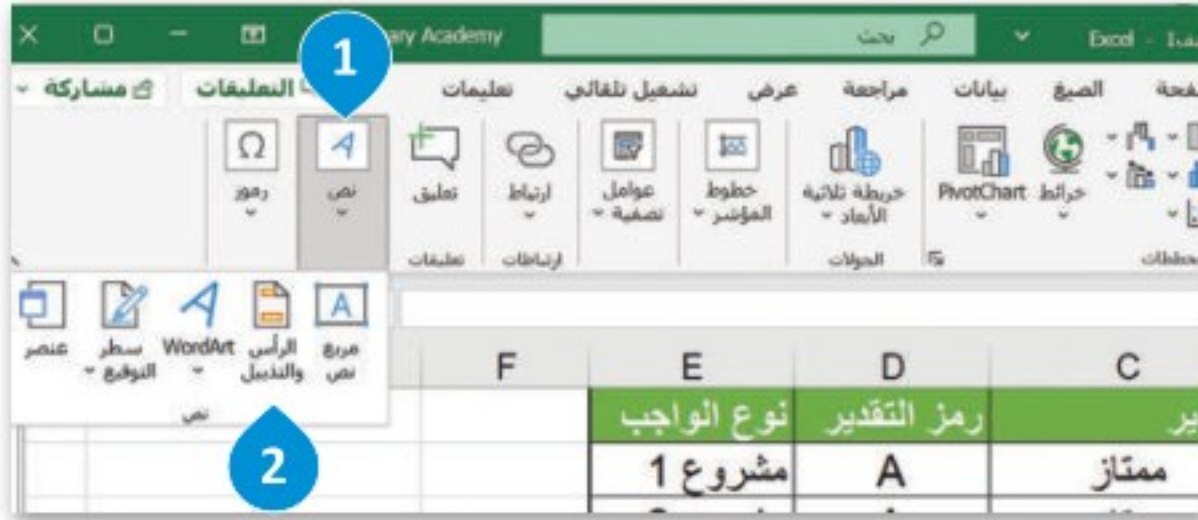 Excel - بحث ary Academy
الصيغ بيانات مراجعة عرض تشغيل تلقائي تعليمات التعليقات مشاركة
1
خرائط PivotChart خريطة ثلاثية الأبعاد خطوط المؤشر عوامل تصفية ارتباط تعليق نص رموز
الجولات ارتباطات تعليقات
مربع نص الرأس والتذييل WordArt سطر التوقيع عنصر
نص
C D E F
رمز التقدير نوع الواجب
2
ممتاز A مشروع 1